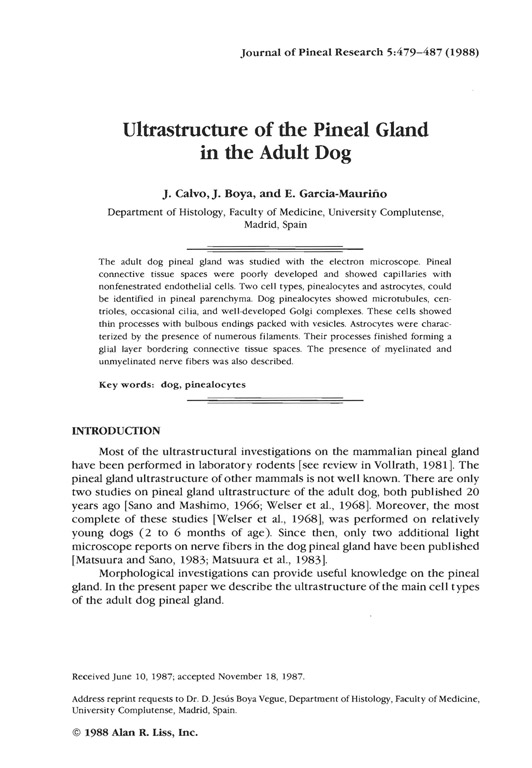 Journal of Pineal Research 5:479–487 (1988)
Ultrastructure of the Pineal Gland
in the Adult Dog
J. Calvo, J. Boya, and E. Garcia-Mauriño
Department of Histology, Faculty of Medicine, University Complutense,
Madrid, Spain
The adult dog pineal gland was studied with the electron microscope. Pineal
connective tissue spaces were poorly developed and showed capillaries with
nonfenestrated endothelial cells. Two cell types, pinealocytes and astrocytes, could
be identified in pineal parenchyma. Dog pinealocytes showed microtubules, cen-
trioles, occasional cilia, and well-developed Golgi complexes. These cells showed
thin processes with bulbous endings packed with vesicles. Astrocytes were charac-
terized by the presence of numerous filaments. Their processes finished forming a
glial layer bordering connective tissue spaces. The presence of myelinated and
unmyelinated nerve fibers was also described.
Key words: dog, pinealocytes
INTRODUCTION
Most of the ultrastructural investigations on the mammalian pineal gland
have been performed in laboratory rodents [see review in Vollrath, 1981]. The
pineal gland ultrastructure of other mammals is not well known. There are only
two studies on pineal gland ultrastructure of the adult dog, both published 20
years ago [Sano and Mashimo, 1966; Welser et al., 1968]. Moreover, the most
complete of these studies [Welser et al., 1968], was performed on relatively
young dogs (2 to 6 months of age). Since then, only two additional light
microscope reports on nerve fibers in the dog pineal gland have been published
[Matsuura and Sano, 1983; Matsuura et al., 1983].
Morphological investigations can provide useful knowledge on the pineal
gland. In the present paper we describe the ultrastructure of the main cell types
of the adult dog pineal gland.
Received June 10, 1987; accepted November 18, 1987.
Address reprint requests to Dr. D. Jesús Boya Vegue, Department of Histology, Faculty of Medicine,
University Complutense, Madrid, Spain.
© 1988 Alan R. Liss, Inc.